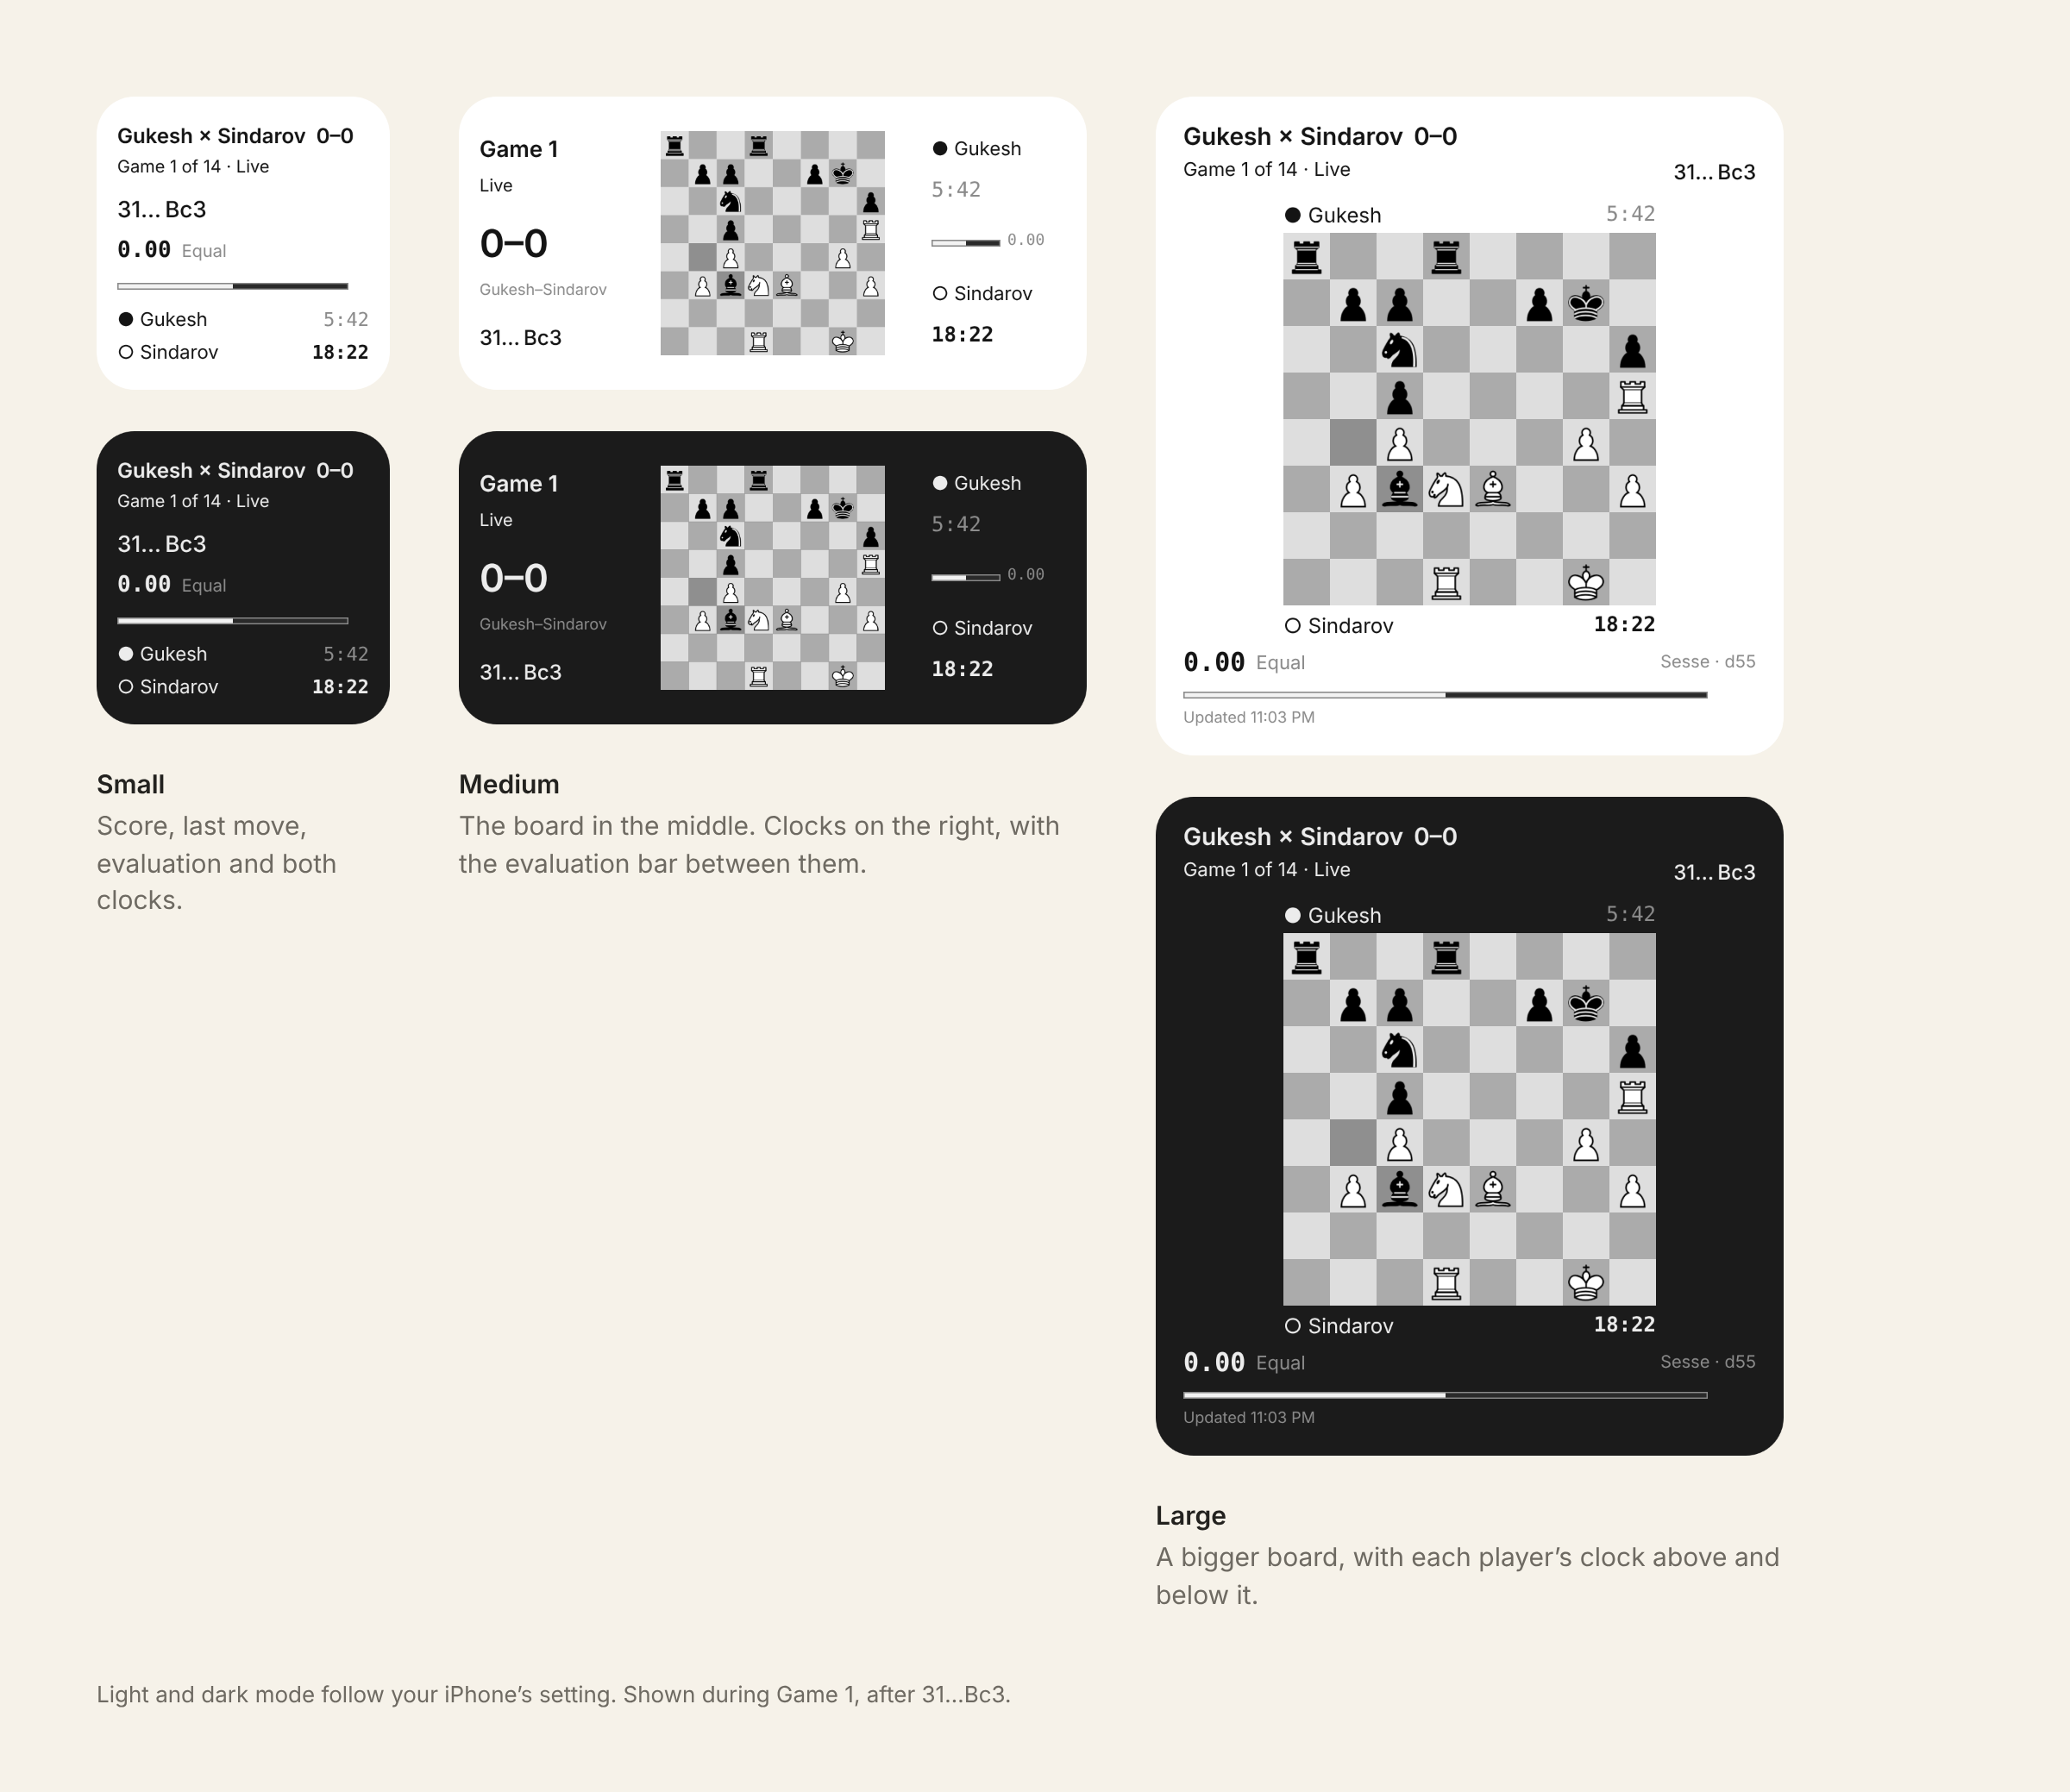 Gukesh × Sindarov 0–0
Game 1 of 14 · Live
31… Bc3
0.00 Equal
Gukesh 5:42
Sindarov 18:22
Game 1
Live
0–0
Gukesh–Sindarov
31… Bc3
Gukesh
5:42
0.00
Sindarov
18:22
Gukesh × Sindarov 0–0
Game 1 of 14 · Live
31… Bc3
Gukesh 5:42
Sindarov 18:22
0.00 Equal
Sesse · d55
Updated 11:03 PM
Gukesh × Sindarov 0–0
Game 1 of 14 · Live
31… Bc3
0.00 Equal
Gukesh 5:42
Sindarov 18:22
Game 1
Live
0–0
Gukesh–Sindarov
31… Bc3
Gukesh
5:42
0.00
Sindarov
18:22
Small
Score, last move,
evaluation and both
clocks.
Medium
The board in the middle. Clocks on the right, with
the evaluation bar between them.
Gukesh × Sindarov 0–0
Game 1 of 14 · Live
31… Bc3
Gukesh 5:42
Sindarov 18:22
0.00 Equal
Sesse · d55
Updated 11:03 PM
Large
A bigger board, with each player’s clock above and
below it.
Light and dark mode follow your iPhone’s setting. Shown during Game 1, after 31…Bc3.